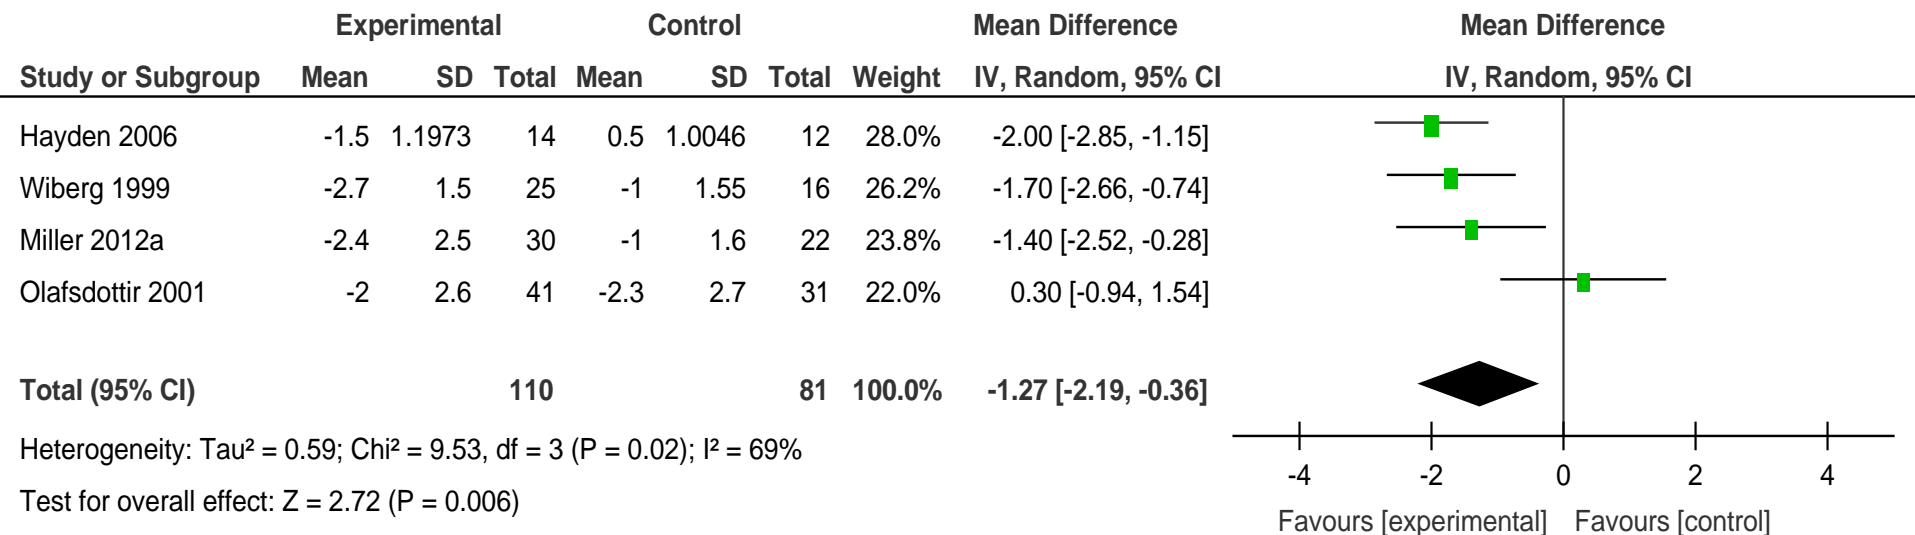 Experimental Control Mean Difference Mean Difference
Study or Subgroup Mean SD Total Mean SD Total Weight IV, Random, 95% CI IV, Random, 95% CI
Hayden 2006 -1.5 1.1973 14 0.5 1.0046 12 28.0% -2.00 [-2.85, -1.15]
Wiberg 1999 -2.7 1.5 25 -1 1.55 16 26.2% -1.70 [-2.66, -0.74]
Miller 2012a -2.4 2.5 30 -1 1.6 22 23.8% -1.40 [-2.52, -0.28]
Olafsdottir 2001 -2 2.6 41 -2.3 2.7 31 22.0% 0.30 [-0.94, 1.54]
Total (95% CI) 110 81 100.0% -1.27 [-2.19, -0.36]
Heterogeneity: Tau² = 0.59; Chi² = 9.53, df = 3 (P = 0.02); I² = 69%
Test for overall effect: Z = 2.72 (P = 0.006)
-4 -2 0 2 4
Favours [experimental] Favours [control]